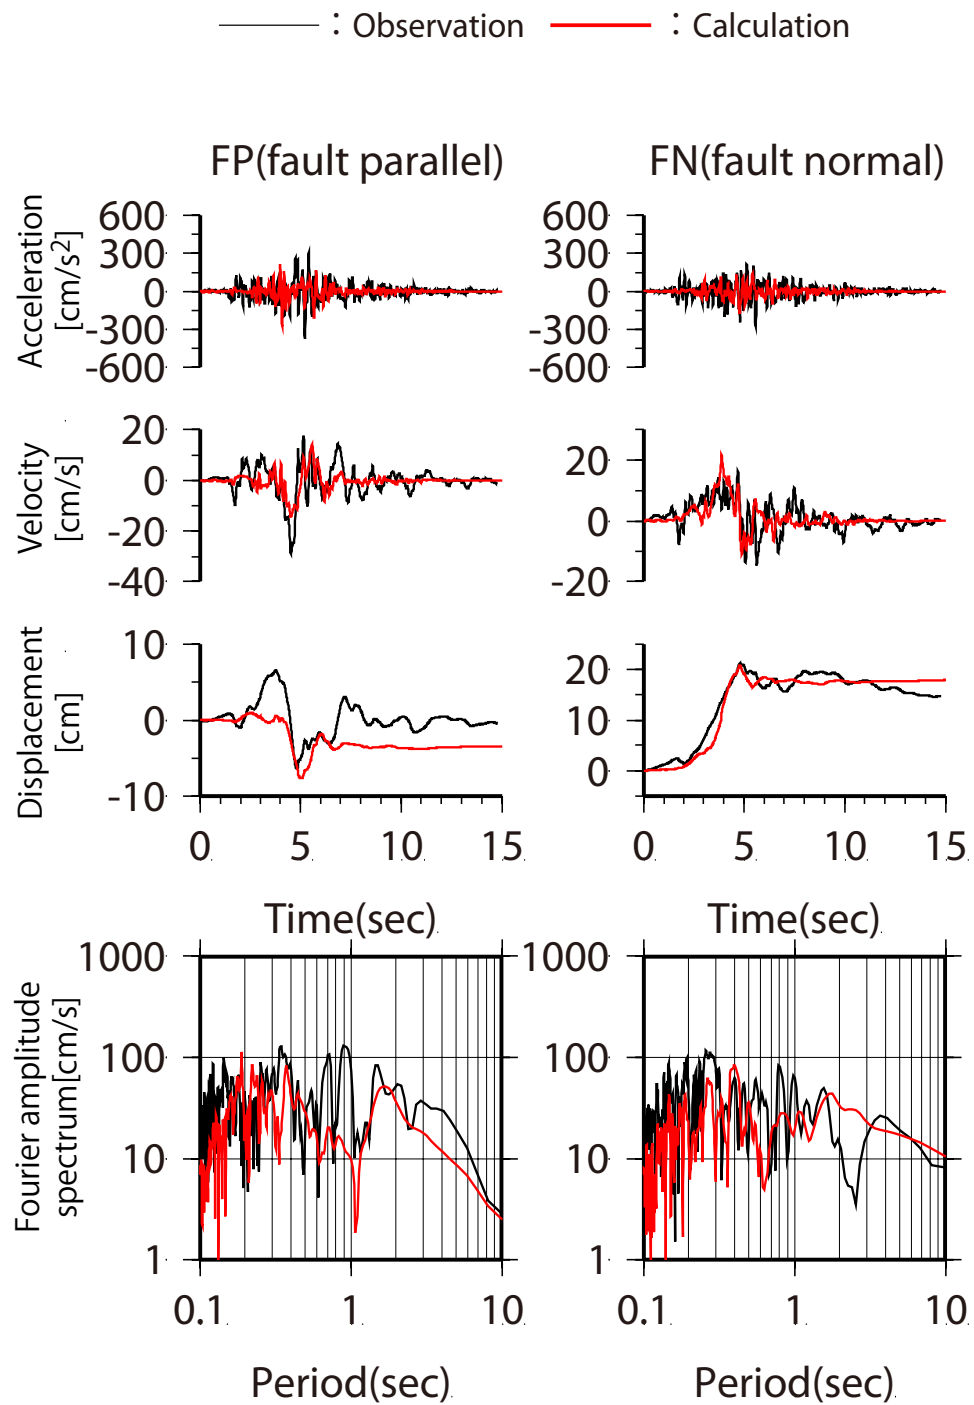 : Observation : Calculation
FP(fault parallel) FN(fault normal)
Acceleration
[cm/s²]
600
300
0
-300
-600
600
300
0
-300
-600
Velocity
[cm/s]
20
0
-20
-40
20
0
-20
Displacement
[cm]
10
0
-10
20
10
0
0 5 10 15 0 5 10 15
Time(sec) Time(sec)
Fourier amplitude
spectrum[cm/s]
1000
100
10
1
1000
100
10
1
0.1 1 10 0.1 1 10
Period(sec) Period(sec)